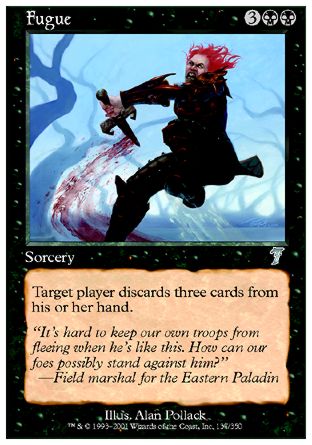 Fugue 3
Sorcery
Target player discards three cards from
his or her hand.
“It’s hard to keep our own troops from
fleeing when he’s like this. How can our
foes possibly stand against him?”
—Field marshal for the Eastern Paladin
Illus. Alan Pollack
™ & © 1993–2001 Wizards of the Coast, Inc. 134/350